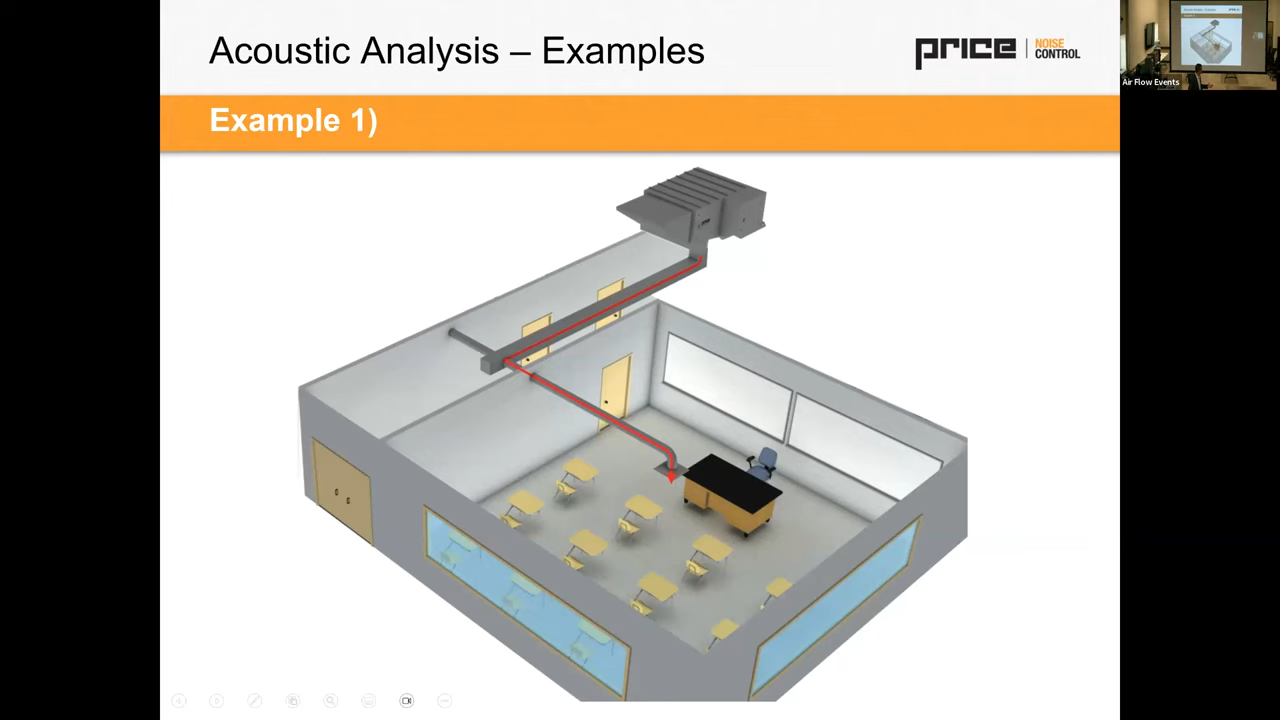 Acoustic Analysis – Examples
PRICE
NOISE
CONTROL
Example 1)
Air Flow Events